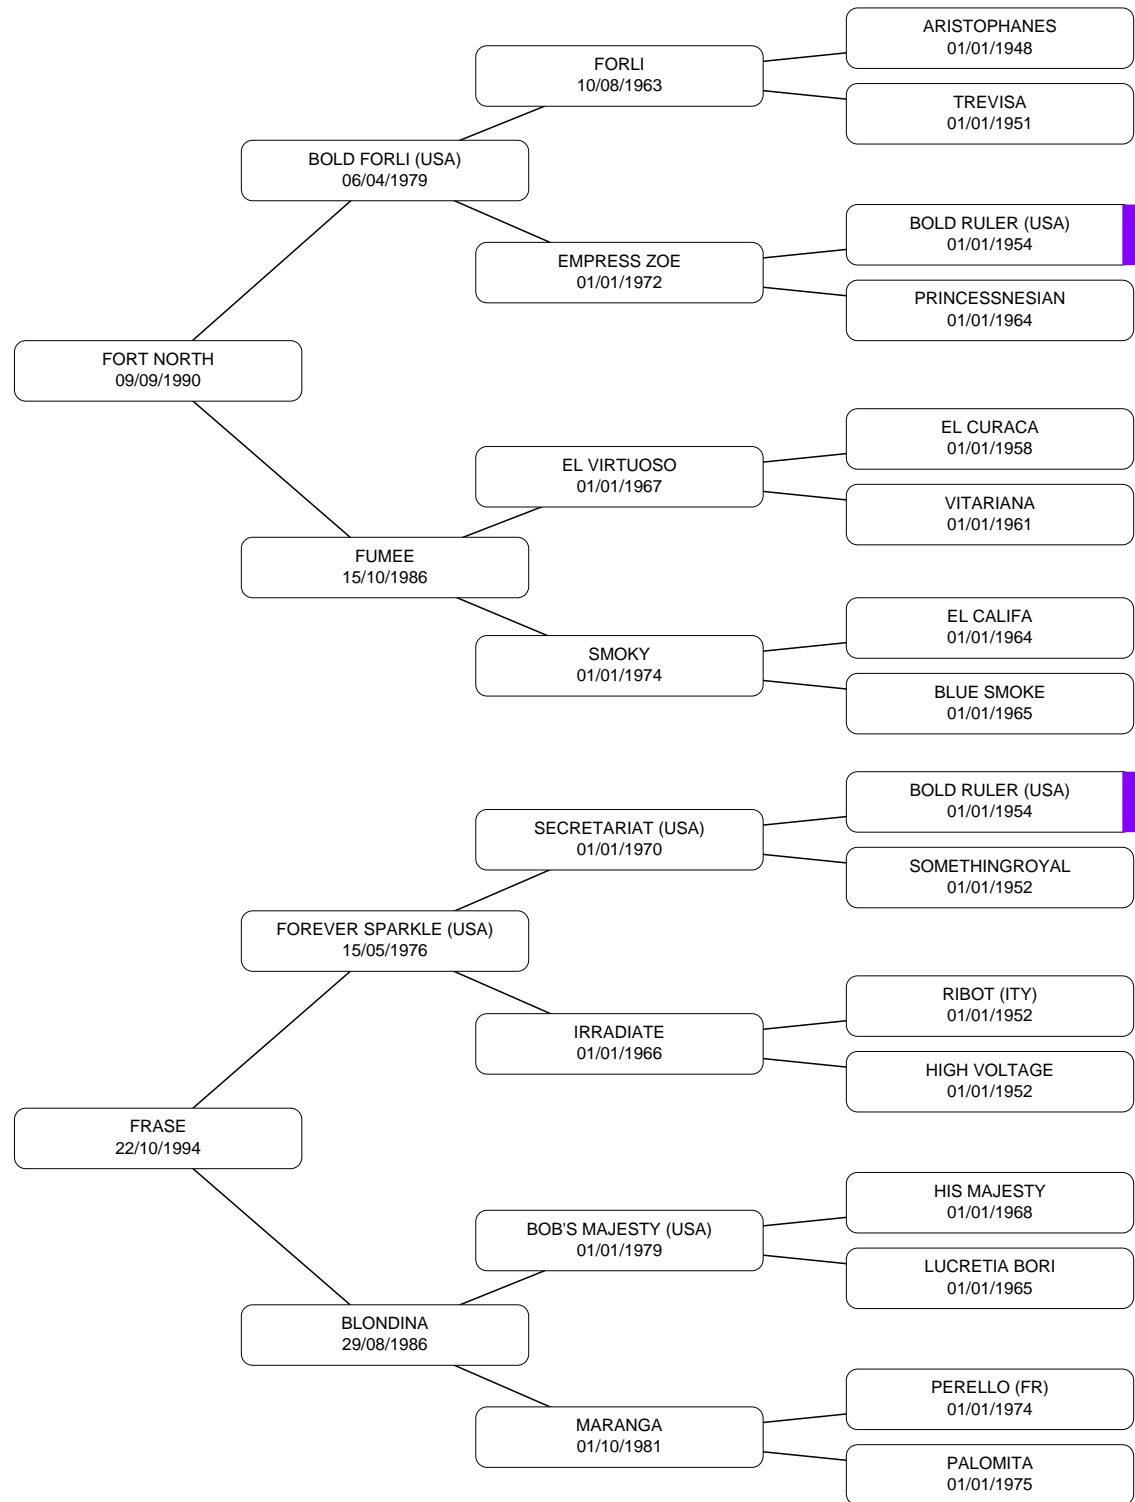 ARISTOPHANES
01/01/1948
FORLI
10/08/1963
TREVISA
01/01/1951
BOLD FORLI (USA)
06/04/1979
BOLD RULER (USA)
01/01/1954
EMPRESS ZOE
01/01/1972
PRINCESSNESIAN
01/01/1964
FORT NORTH
09/09/1990
EL CURACA
01/01/1958
EL VIRTUOSO
01/01/1967
VITARIANA
01/01/1961
FUMEE
15/10/1986
EL CALIFA
01/01/1964
SMOKY
01/01/1974
BLUE SMOKE
01/01/1965
BOLD RULER (USA)
01/01/1954
SECRETARIAT (USA)
01/01/1970
SOMETHINGROYAL
01/01/1952
FOREVER SPARKLE (USA)
15/05/1976
RIBOT (ITY)
01/01/1952
IRRADIATE
01/01/1966
HIGH VOLTAGE
01/01/1952
FRASE
22/10/1994
HIS MAJESTY
01/01/1968
BOB'S MAJESTY (USA)
01/01/1979
LUCRETIA BORI
01/01/1965
BLONDINA
29/08/1986
PERELLO (FR)
01/01/1974
MARANGA
01/10/1981
PALOMITA
01/01/1975